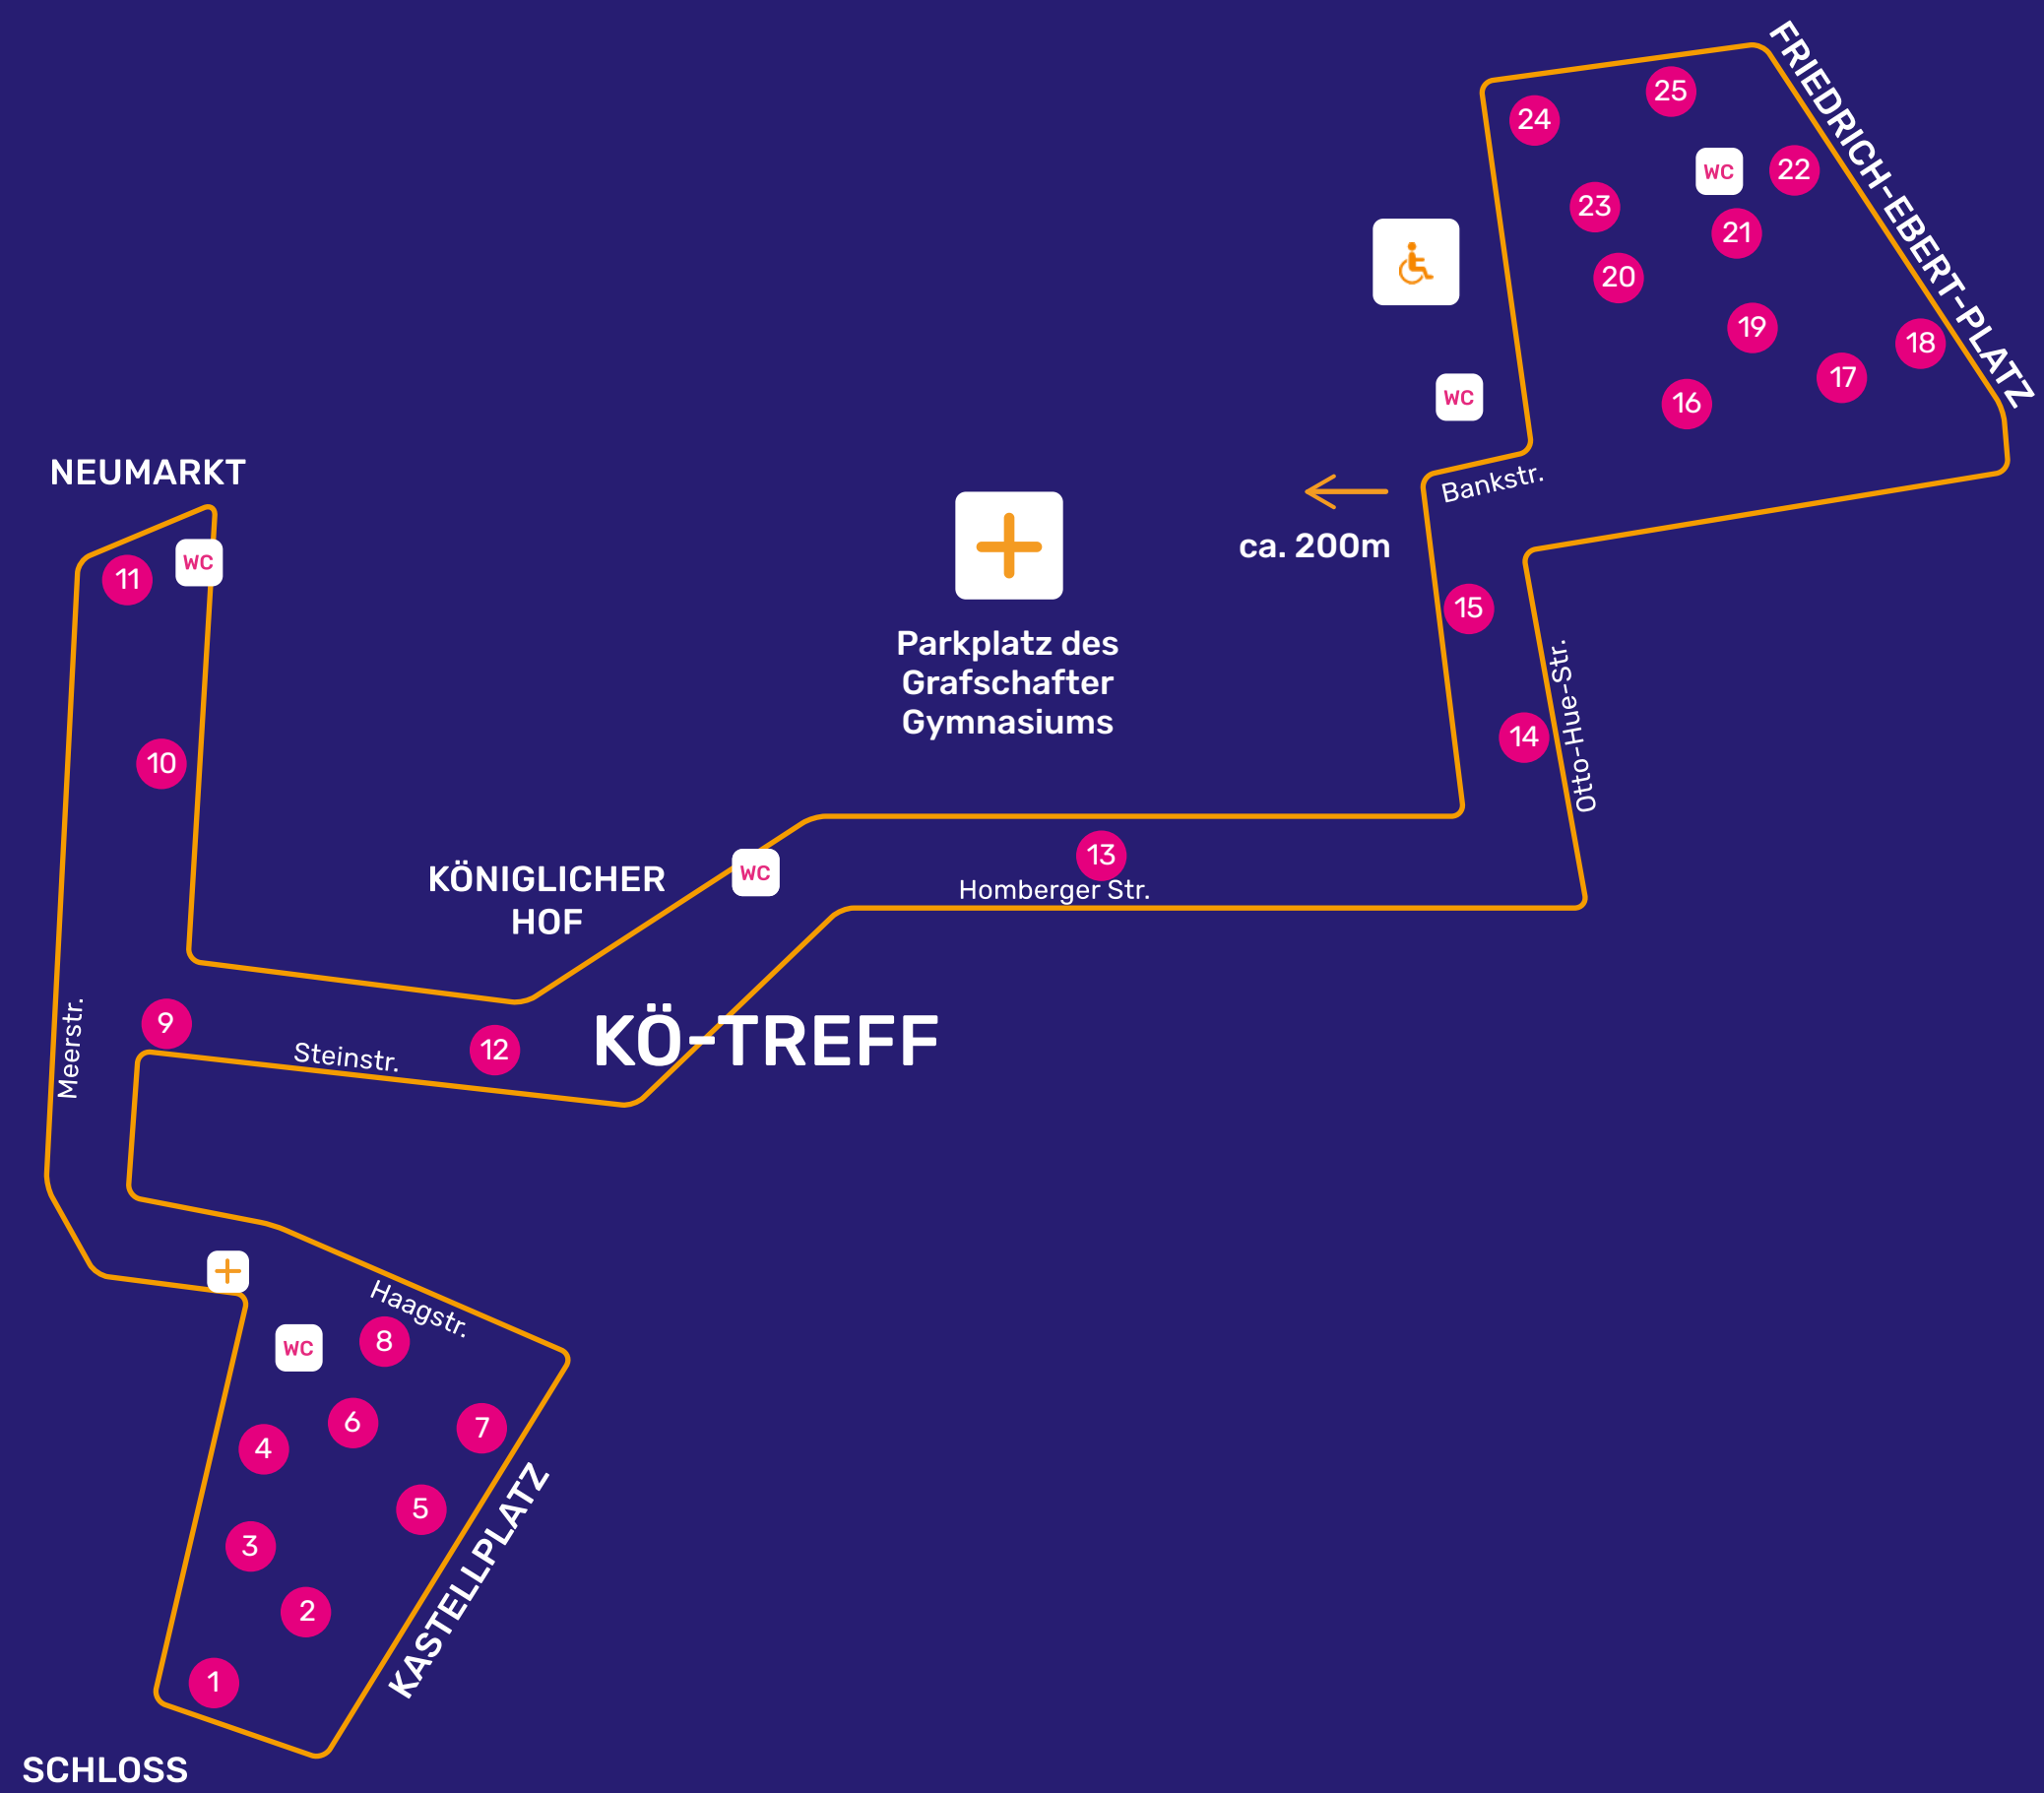 FRIEDRICH-EBERT-PLATZ
25
24
WC
22
23
21
20
19
18
17
16
WC
Bankstr.
ca. 200m
NEUMARKT
WC
11
15
Parkplatz des
Grafschafter
Gymnasiums
Otto-Hue-Str.
14
10
13
Homberger Str.
WC
KÖNIGLICHER
HOF
9
Meerstr.
Steinstr.
12
KÖ-TREFF
Haagstr.
WC
8
6
7
4
5
3
KASTELLPLATZ
2
1
SCHLOSS